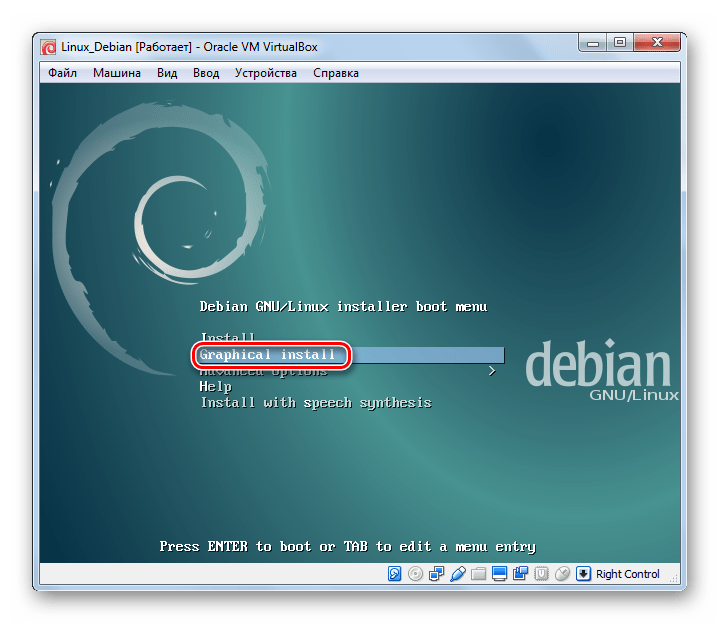 Linux_Debian [Работает] - Oracle VM VirtualBox
Файл Машина Вид Ввод Устройства Справка
Debian GNU/Linux installer boot menu
Install
Graphical install
Advanced options >
Help
Install with speech synthesis
debian
GNU/Linux
Press ENTER to boot or TAB to edit a menu entry
Right Control